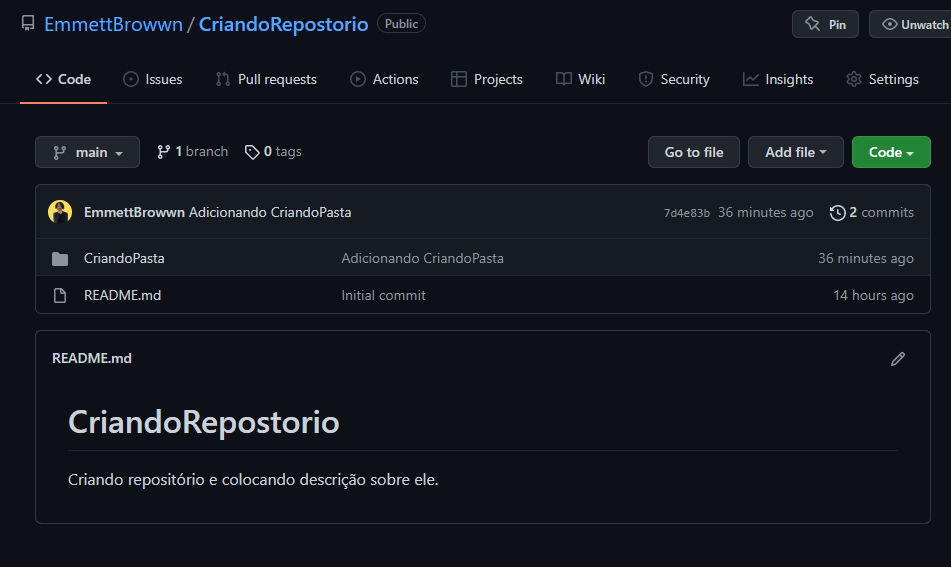 EmmettBrowwn / CriandoRepostorio Public Pin Unwatch
Code Issues Pull requests Actions Projects Wiki Security Insights Settings
main 1 branch 0 tags Go to file Add file Code
EmmettBrowwn Adicionando CriandoPasta 7d4e83b 36 minutes ago 2 commits
CriandoPasta Adicionando CriandoPasta 36 minutes ago
README.md Initial commit 14 hours ago
README.md
CriandoRepostorio
Criando repositório e colocando descrição sobre ele.